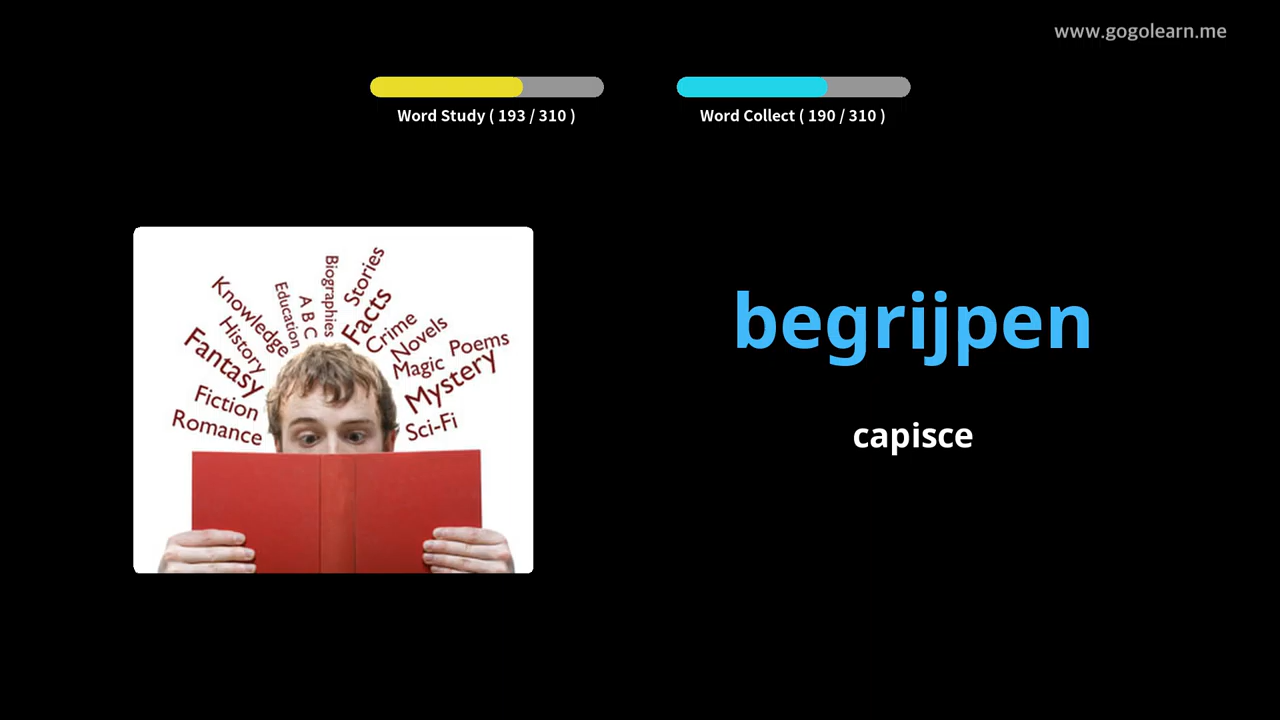 www.gogolearn.me
Word Study ( 193 / 310 )
Word Collect ( 190 / 310 )
Knowledge
History
Fantasy
Fiction
Romance
Education
A B C
Biographies
Stories
Facts
Crime
Novels
Magic
Poems
Mystery
Sci-Fi
begrijpen
capisce